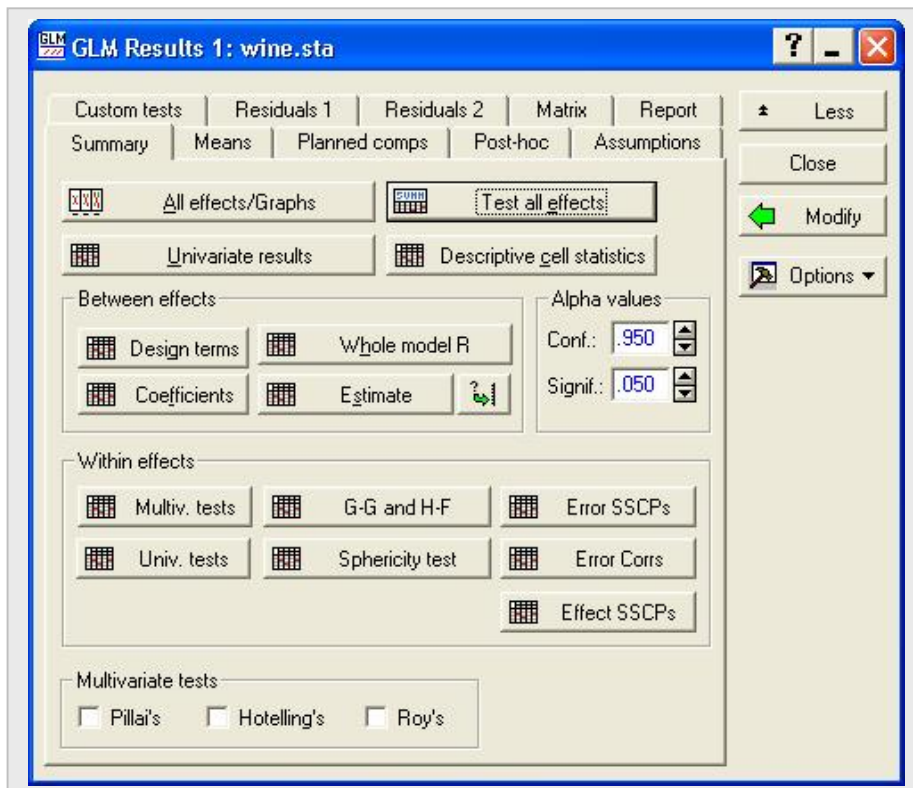 GLM GLM Results 1: wine.sta ?
Custom tests Residuals 1 Residuals 2 Matrix Report
Less
Summary Means Planned comps Post-hoc Assumptions
Close
All effects/Graphs SUMM Test all effects
Modify
Univariate results Descriptive cell statistics
Options
Between effects
Alpha values
Design terms Whole model R
Conf.: .950
Coefficients Estimate ?
Signif.: .050
Within effects
Multiv. tests G-G and H-F Error SSCPs
Univ. tests Sphericity test Error Corrs
Effect SSCPs
Multivariate tests
Pillai's Hotelling's Roy's